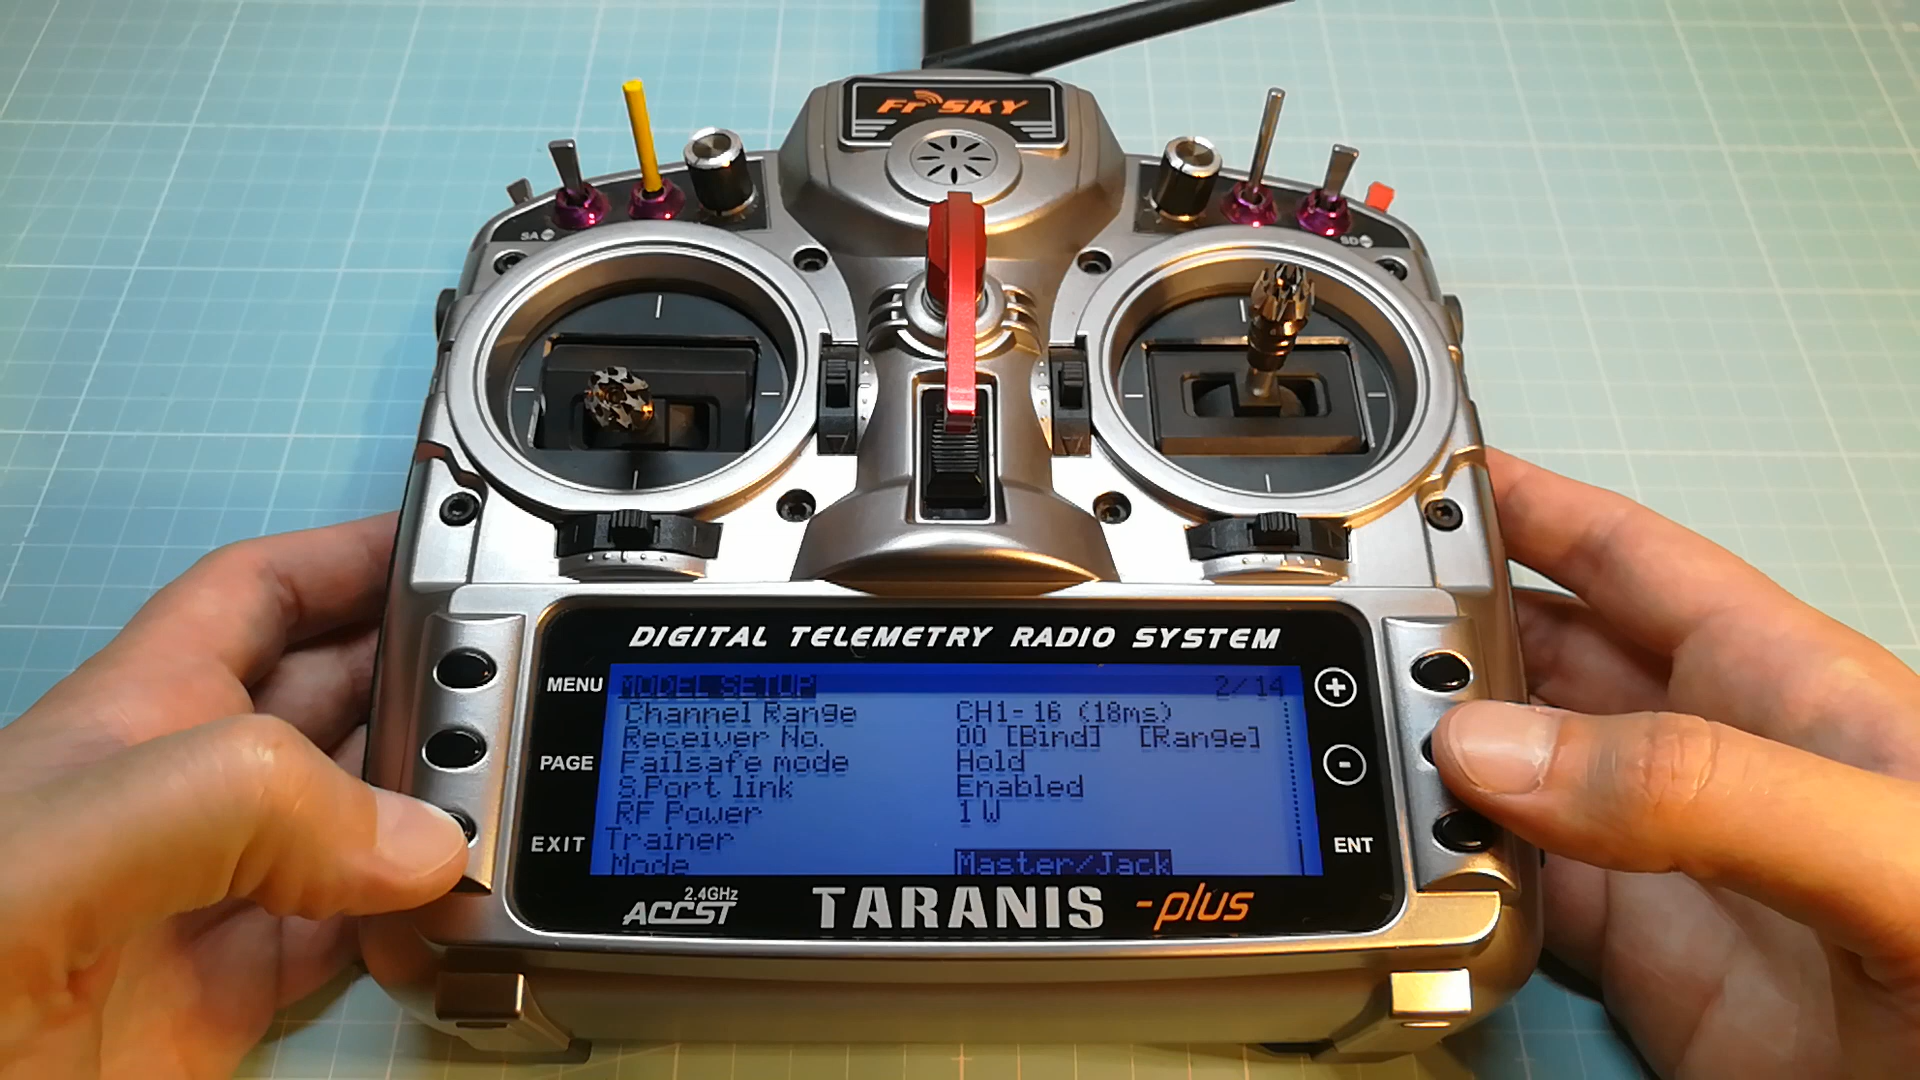 FrSKY
SA
SD
DIGITAL TELEMETRY RADIO SYSTEM
MENU
PAGE
EXIT
MODEL SETUP 2/14
Channel Range CH1-16 (18ms)
Receiver No. 00 [Bind] [Range]
Failsafe mode Hold
S.Port link Enabled
RF Power 1 W
Trainer
Mode Master/Jack
+
-
ENT
2.4GHz
ACCST
TARANIS -plus